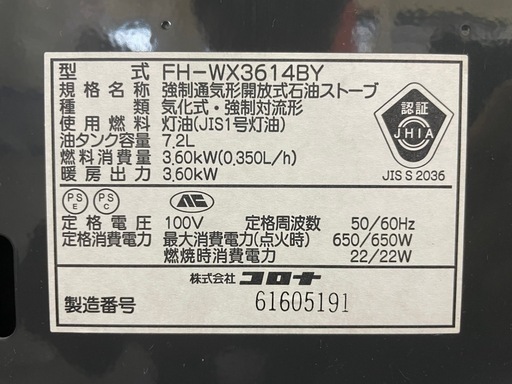 型式 FH-WX3614BY
規格名称 強制通気形開放式石油ストーブ
種類 気化式・強制対流形
使用燃料 灯油(JIS1号灯油)
油タンク容量 7.2L
燃料消費量 3.60kW(0.350L/h)
暖房出力 3.60kW
認証
JHIA
JIS S 2036
PS E
PS C
定格電圧 100V 定格周波数 50/60Hz
定格消費電力 最大消費電力(点火時) 650/650W
燃焼時消費電力 22/22W
株式会社 コロナ
製造番号 61605191